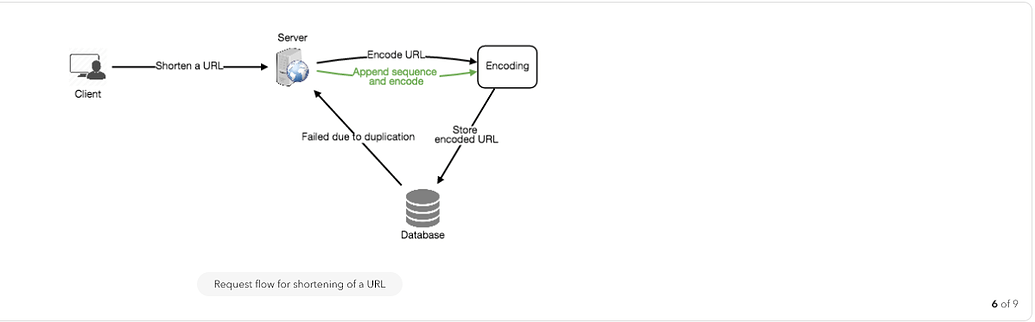 Server
Shorten a URL
Encode URL
Append sequence
and encode
Encoding
Client
Failed due to duplication
Store
encoded URL
Database
Request flow for shortening of a URL
6 of 9